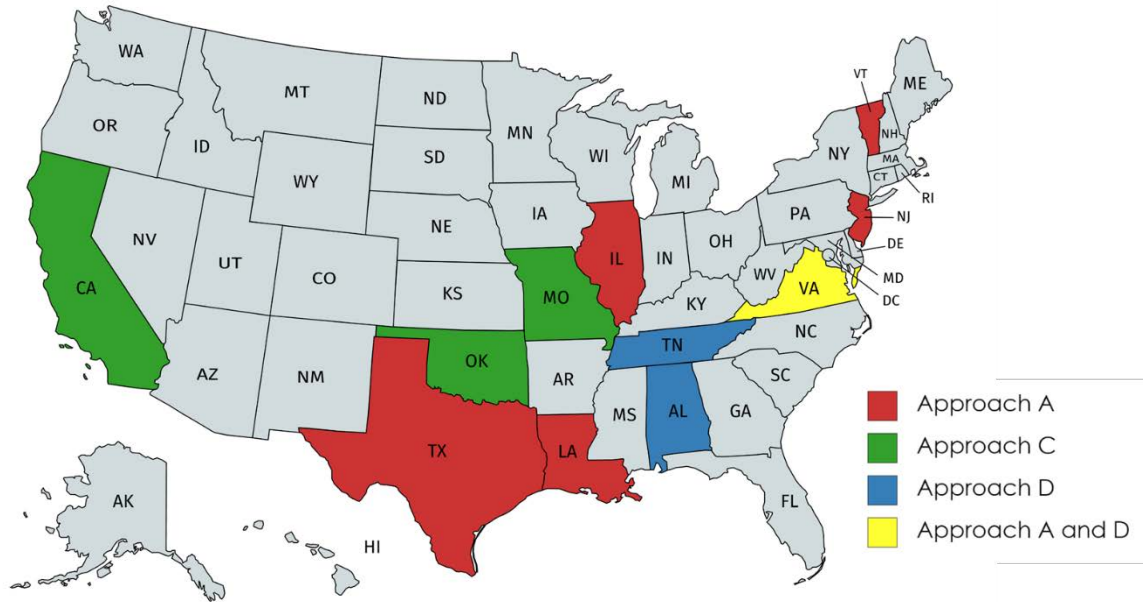 WA
MT
ND
MN
VT
ME
OR
ID
SD
WI
NY
NH
MA
CT
RI
WY
MI
IA
PA
NJ
NE
NV
OH
DE
IL
IN
UT
CO
WV
MD
CA
KS
MO
VA
DC
KY
NC
TN
OK
AZ
NM
AR
SC
MS
AL
GA
Approach A
TX
LA
Approach C
AK
FL
Approach D
HI
Approach A and D